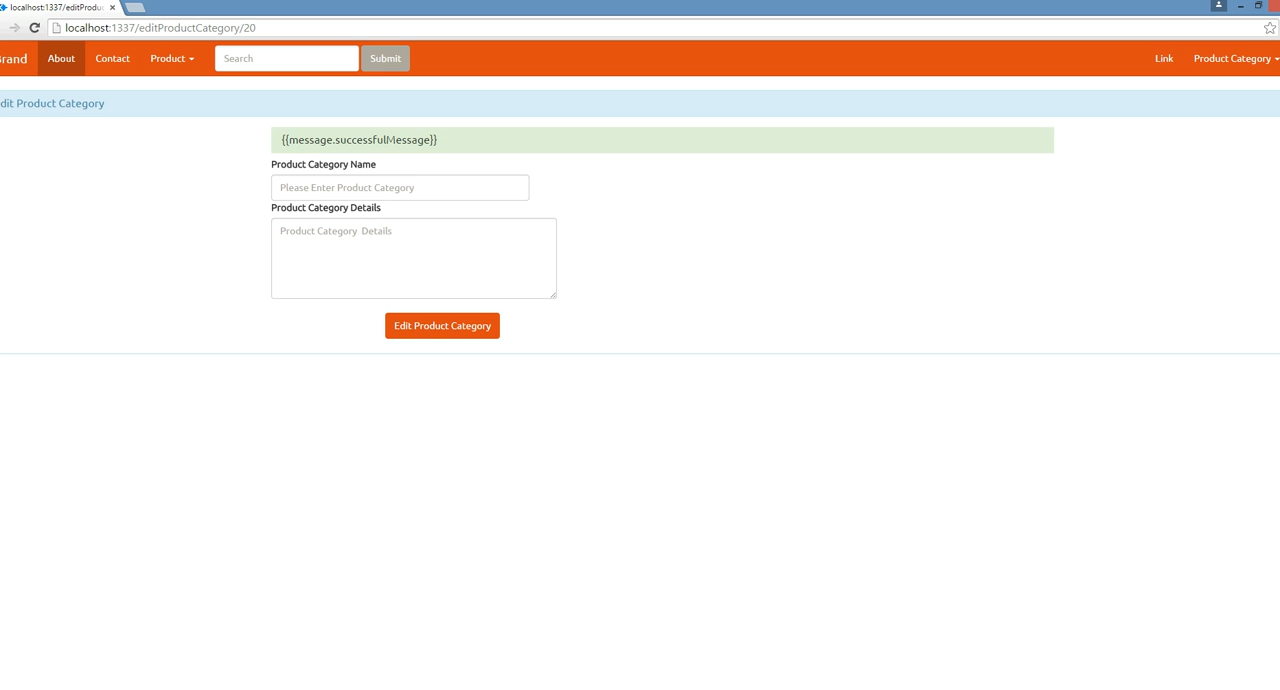 localhost:1337/editProdu
localhost:1337/editProductCategory/20
rand About Contact Product Search Submit Link Product Category
dit Product Category
{{message.successfulMessage}}
Product Category Name
Please Enter Product Category
Product Category Details
Product Category Details
Edit Product Category